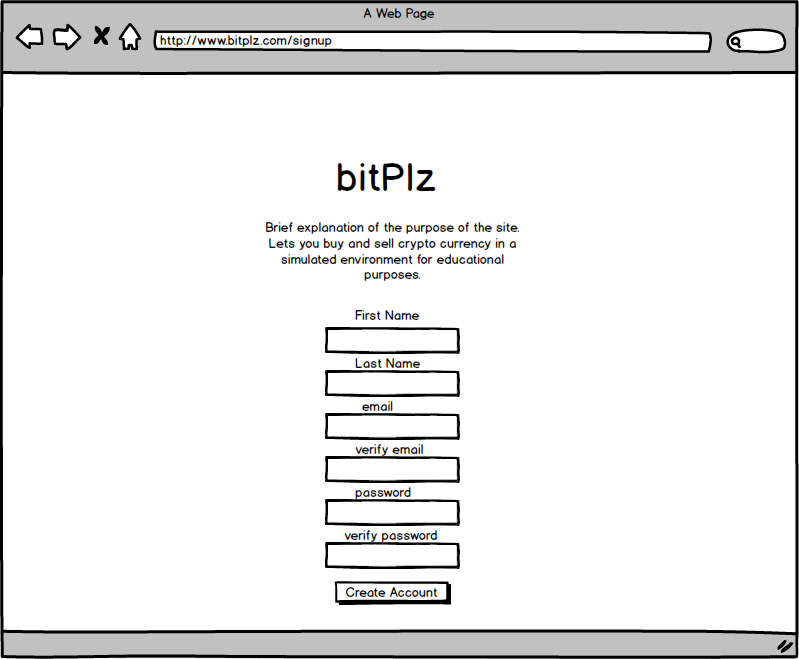 A Web Page
http://www.bitplz.com/signup
bitPlz
Brief explanation of the purpose of the site.
Lets you buy and sell crypto currency in a
simulated environment for educational
purposes.
First Name
Last Name
email
verify email
password
verify password
Create Account